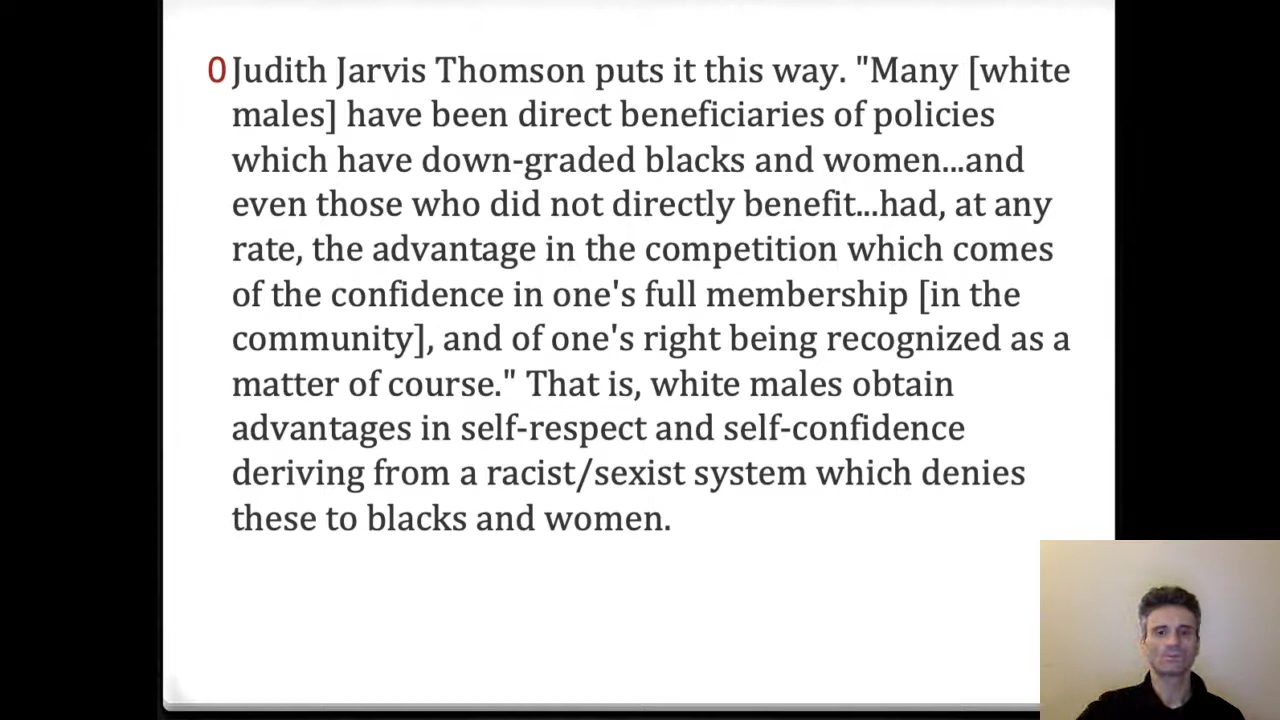 0 Judith Jarvis Thomson puts it this way. "Many [white
males] have been direct beneficiaries of policies
which have down-graded blacks and women...and
even those who did not directly benefit...had, at any
rate, the advantage in the competition which comes
of the confidence in one's full membership [in the
community], and of one's right being recognized as a
matter of course." That is, white males obtain
advantages in self-respect and self-confidence
deriving from a racist/sexist system which denies
these to blacks and women.